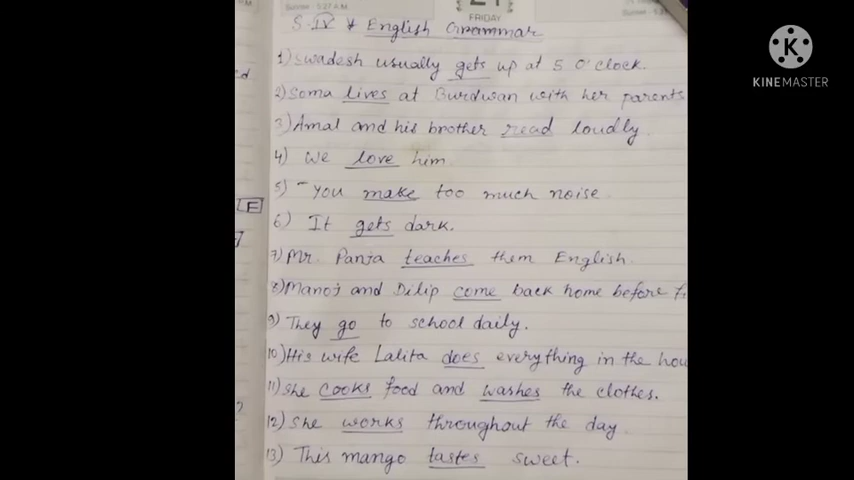 FRIDAY
S. IV * English Grammar
1) Swadesh usually gets up at 5 O'clock.
2) Soma lives at Burdwan with her parents
3) Amal and his brother read loudly.
4) We love him
5) You make too much noise
6) It gets dark.
7) Mr. Panja teaches them English.
8) Manoj and Dilip come back home before
9) They go to school daily.
10) His wife Lalita does everything in the hou
11) She cooks food and washes the clothes.
12) She works throughout the day.
13) This mango tastes sweet.
K
KINEMASTER